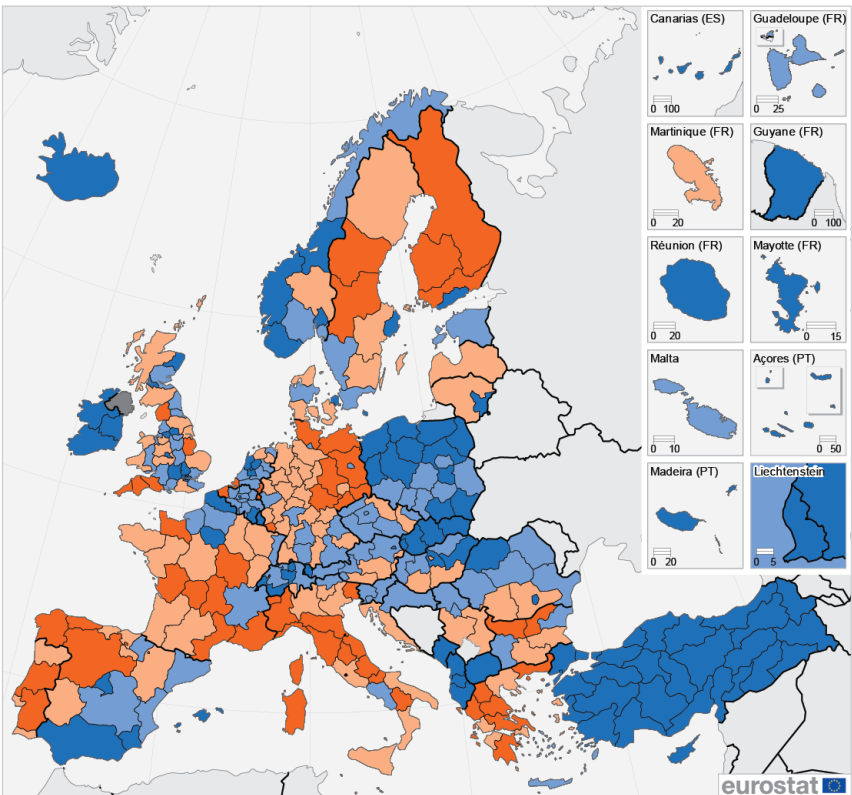 Canarias (ES)
0 100
Guadeloupe (FR)
0 25
Martinique (FR)
0 20
Guyane (FR)
0 100
Réunion (FR)
0 20
Mayotte (FR)
0 15
Malta
0 10
Açores (PT)
0 50
Madeira (PT)
0 20
Liechtenstein
0 5
eurostat